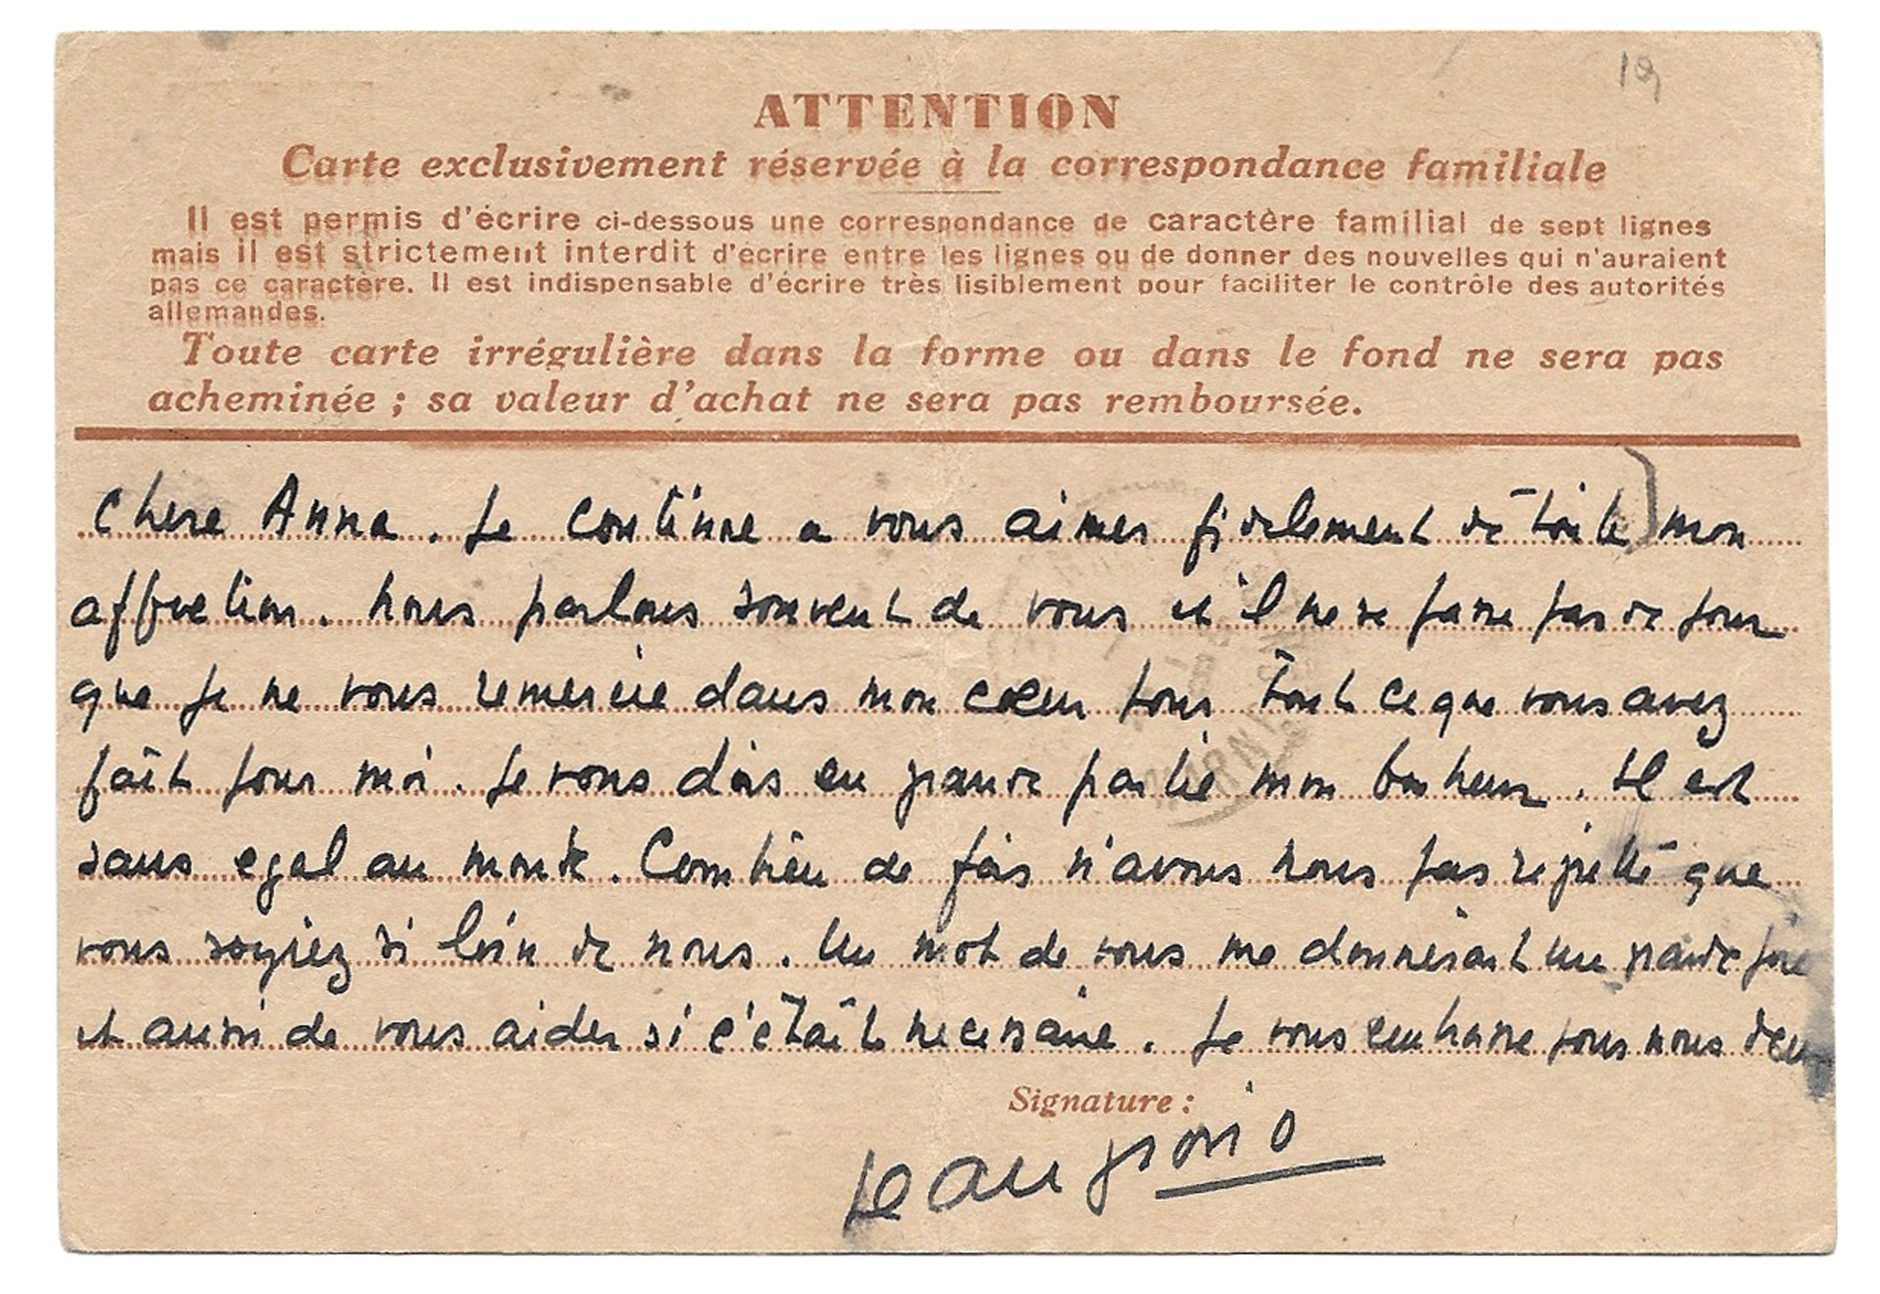 19
ATTENTION
Carte exclusivement réservée à la correspondance familiale
Il est permis d'écrire ci-dessous une correspondance de caractère familial de sept lignes
mais il est strictement interdit d'écrire entre les lignes ou de donner des nouvelles qui n'auraient
pas ce caractère. Il est indispensable d'écrire très lisiblement pour faciliter le contrôle des autorités
allemandes.
Toute carte irrégulière dans la forme ou dans le fond ne sera pas
acheminée ; sa valeur d'achat ne sera pas remboursée.
Chere Anna. Je continue a vous aimer fidelement de toute mon
affection. Nous parlons souvent de vous et il ne se passe pas de jour
que je ne vous remercie dans mon coeur pour tout ce que vous avez
fait pour moi. Je vous dois en grande partie mon bonheur. Il est
sans egal au monde. Combien de fois n'avons nous pas regretté que
vous soyiez si loin de nous. Un mot de vous me donnerait une grande joie
et aussi de vous aider si c'était necessaire. Je vous embrasse pour nous deux
Signature :
Jean giono